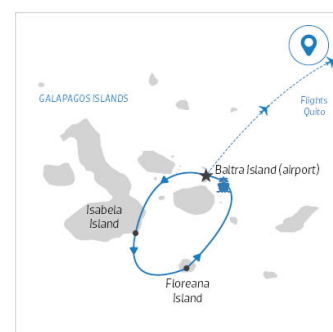 GALAPAGOS ISLANDS
Flights
Quito
Baltra Island (airport)
Isabela
Island
Floreana
Island